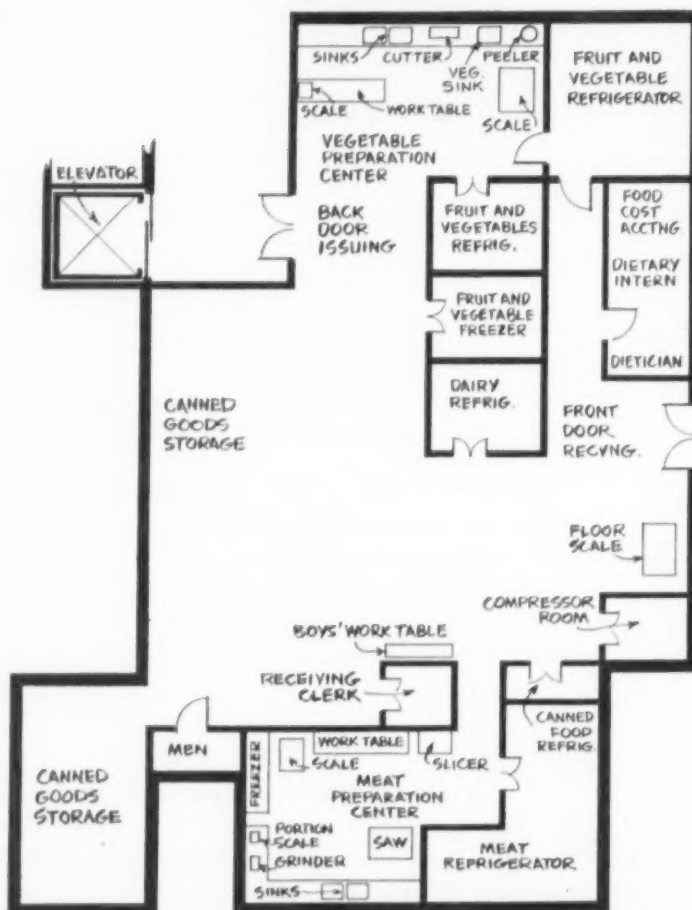 SINKS
CUTTER
VEG.
SINK
PEELER
FRUIT AND
VEGETABLE
REFRIGERATOR
SCALE
WORK TABLE
SCALE
VEGETABLE
PREPARATION
CENTER
ELEVATOR
BACK
DOOR
ISSUING
FRUIT AND
VEGETABLES
REFRIG.
FOOD
COST
ACCTNG.
DIETARY
INTERN
FRUIT AND
VEGETABLE
FREEZER
DIETICIAN
DAIRY
REFRIG.
CANNED
GOODS
STORAGE
FRONT
DOOR
RECVNG.
FLOOR
SCALE
COMPRESSOR
ROOM
BOYS' WORK TABLE
RECEIVING
CLERK
CANNED
FOOD
REFRIG.
MEN
WORK TABLE
SCALE
SLICER
FREEZER
MEAT
PREPARATION
CENTER
CANNED
GOODS
STORAGE
PORTION
SCALE
GRINDER
SAW
MEAT
REFRIGERATOR
SINKS